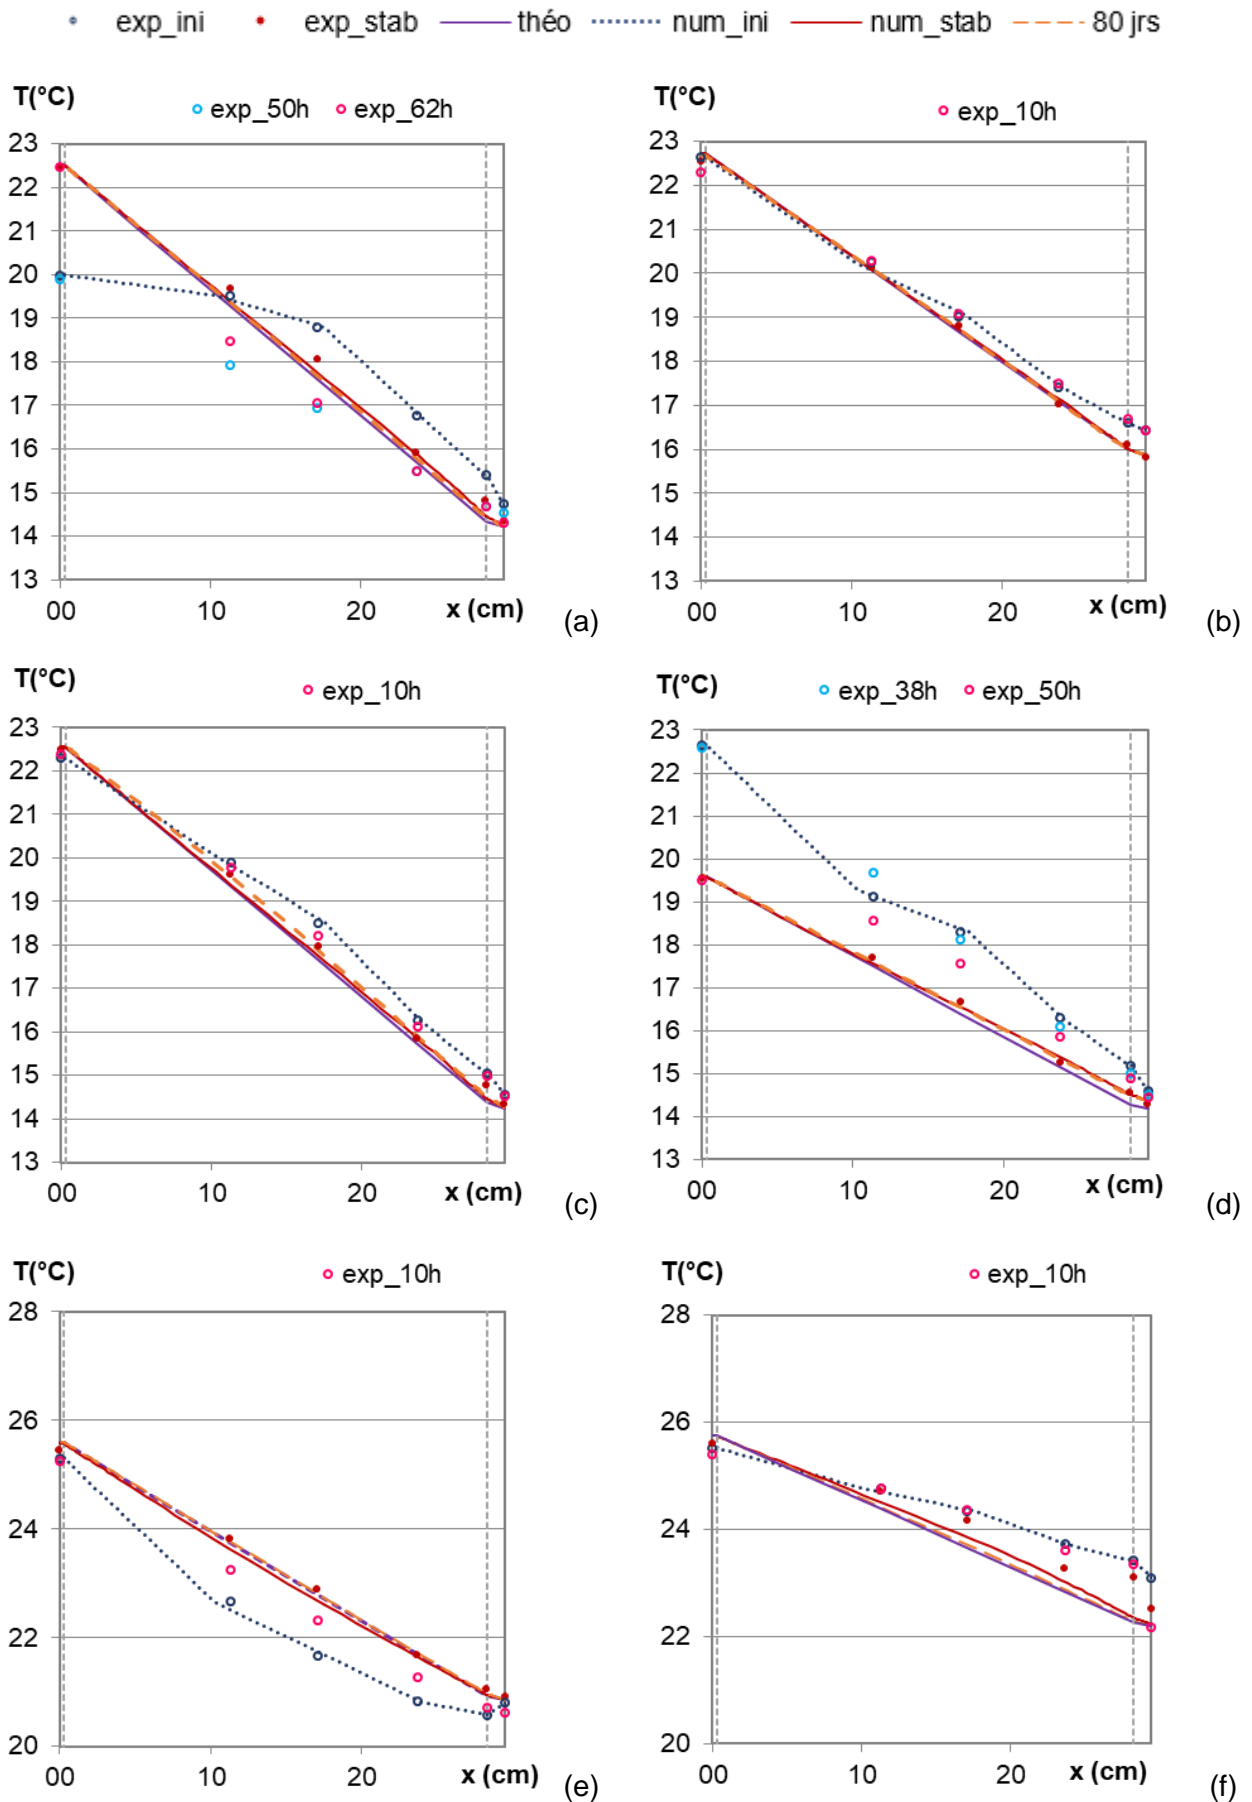 exp_ini exp_stab théo num_ini num_stab 80 jrs
T(°C) exp_50h exp_62h
23
22
21
20
19
18
17
16
15
14
13
00 10 20 x (cm)
(a)
T(°C) exp_10h
23
22
21
20
19
18
17
16
15
14
13
00 10 20 x (cm)
(b)
T(°C) exp_10h
23
22
21
20
19
18
17
16
15
14
13
00 10 20 x (cm)
(c)
T(°C) exp_38h exp_50h
23
22
21
20
19
18
17
16
15
14
13
00 10 20 x (cm)
(d)
T(°C) exp_10h
28
26
24
22
20
00 10 20 x (cm)
(e)
T(°C) exp_10h
28
26
24
22
20
00 10 20 x (cm)
(f)